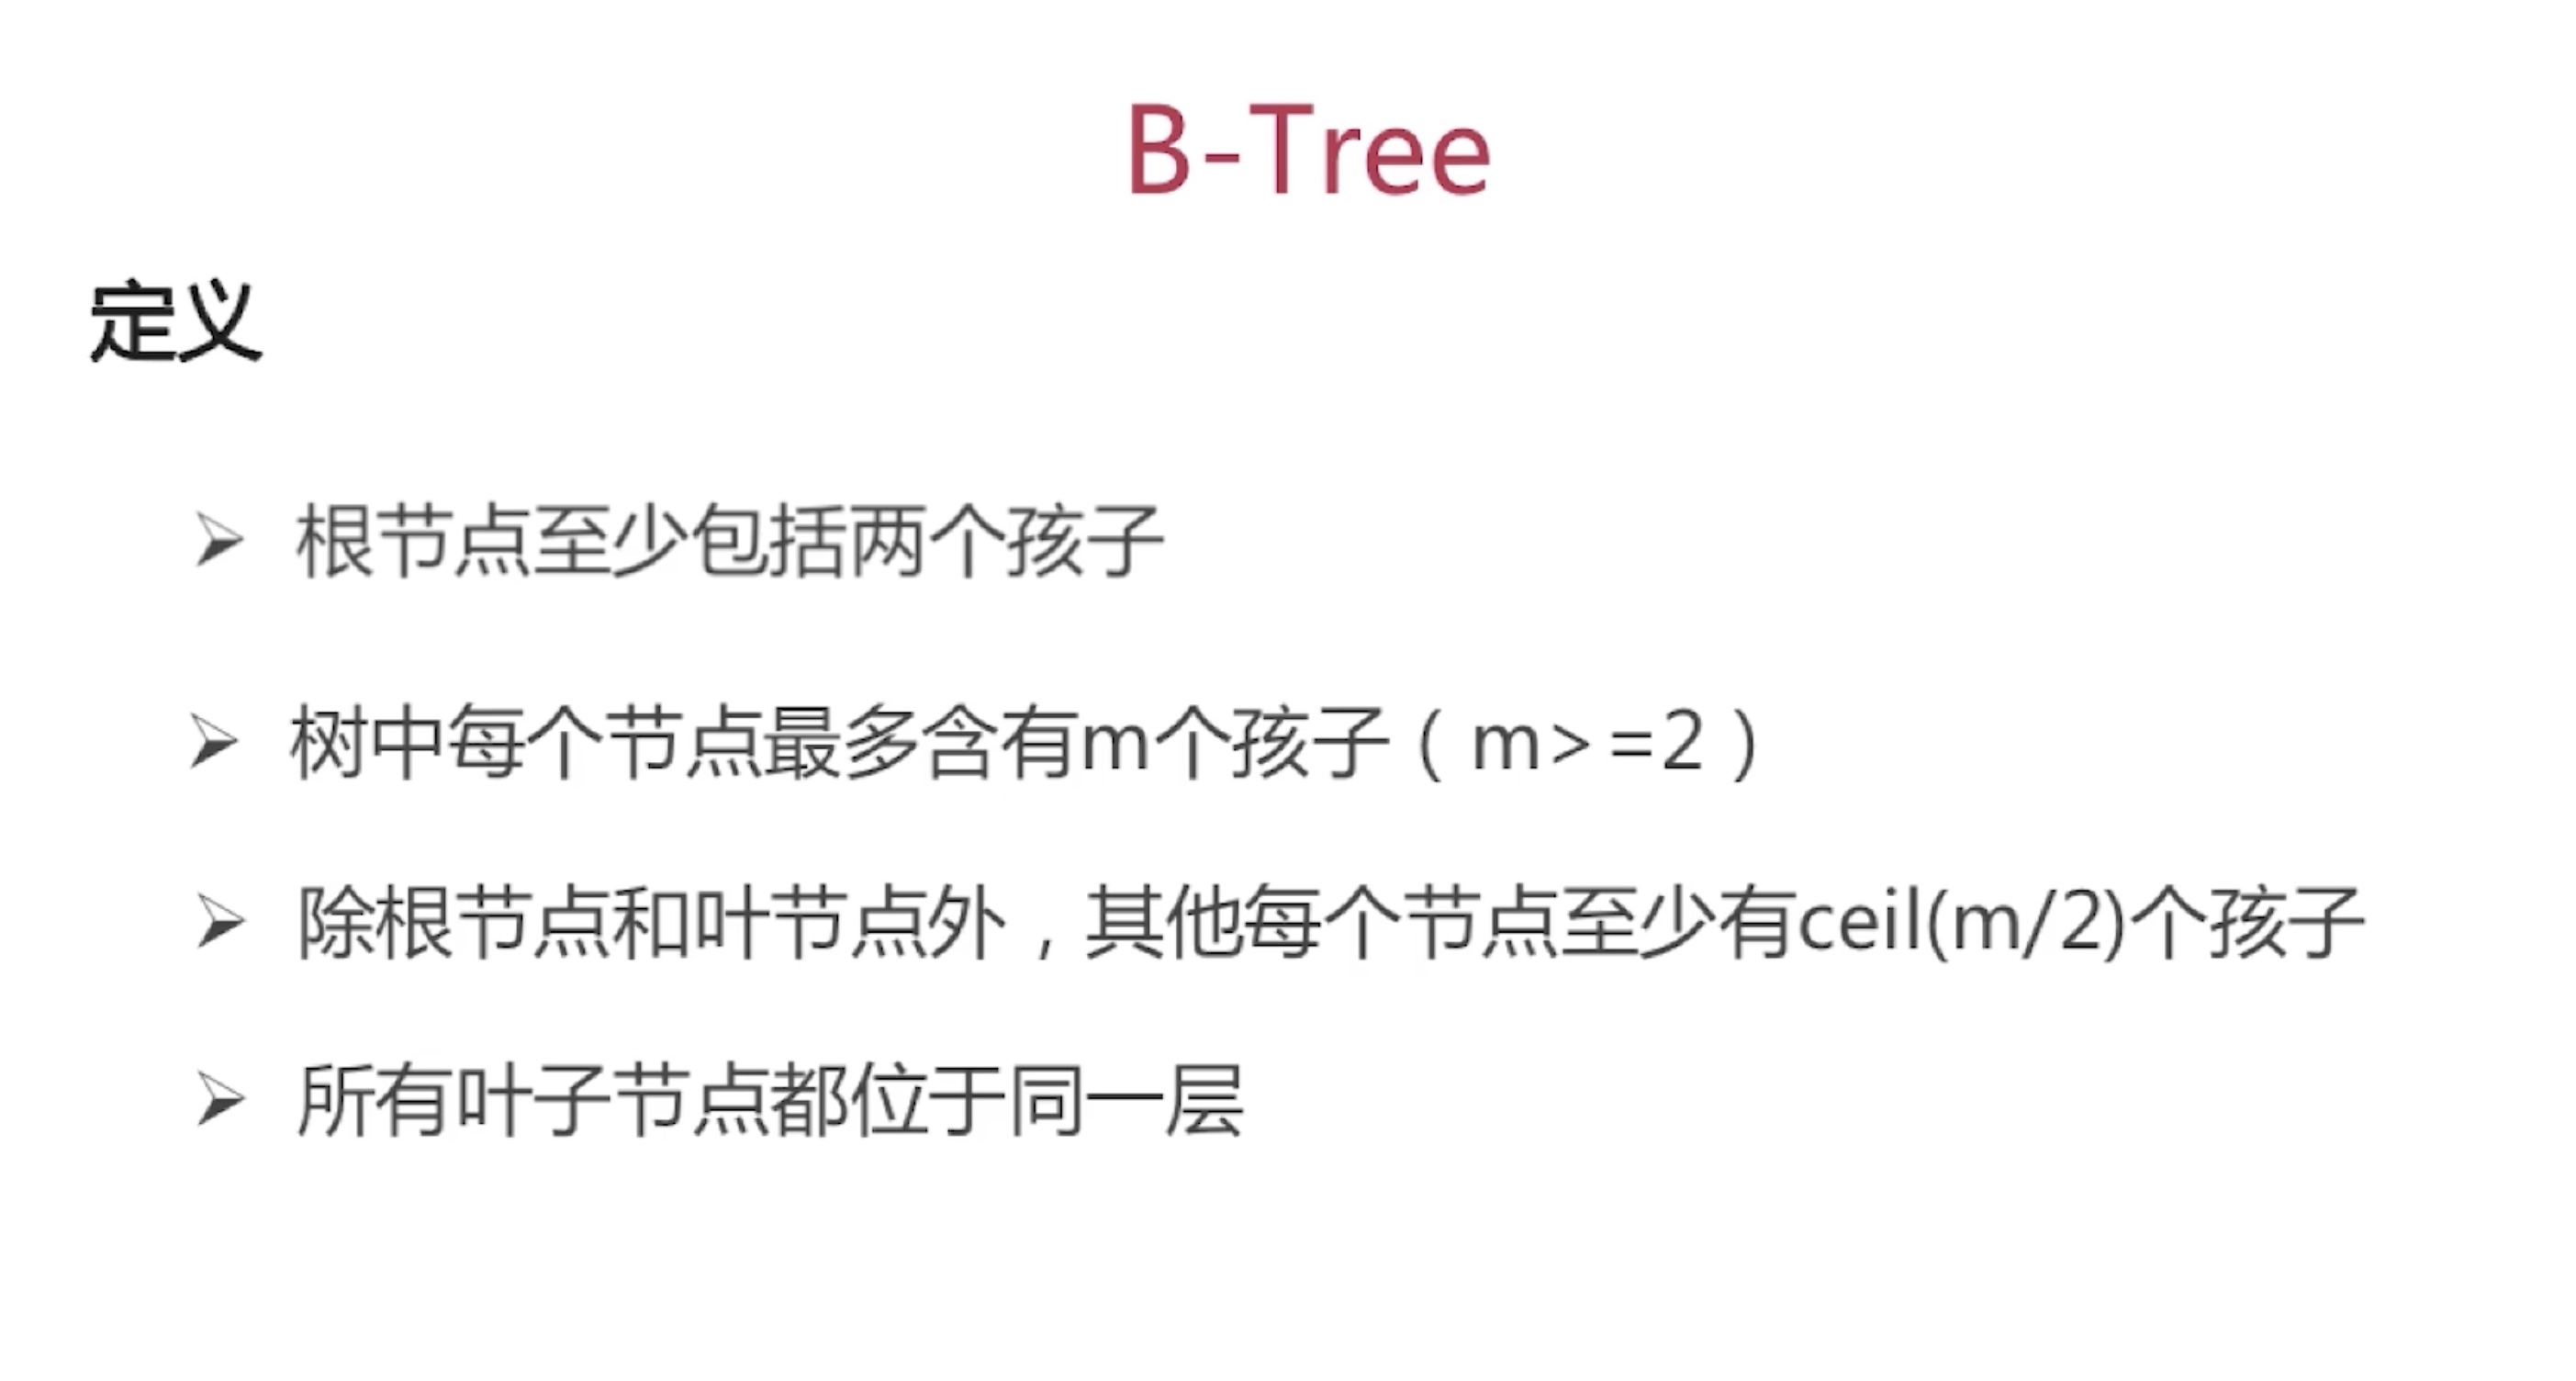 B-Tree
定义
根节点至少包括两个孩子
树中每个节点最多含有m个孩子（m>=2）
除根节点和叶节点外，其他每个节点至少有ceil(m/2)个孩子
所有叶子节点都位于同一层